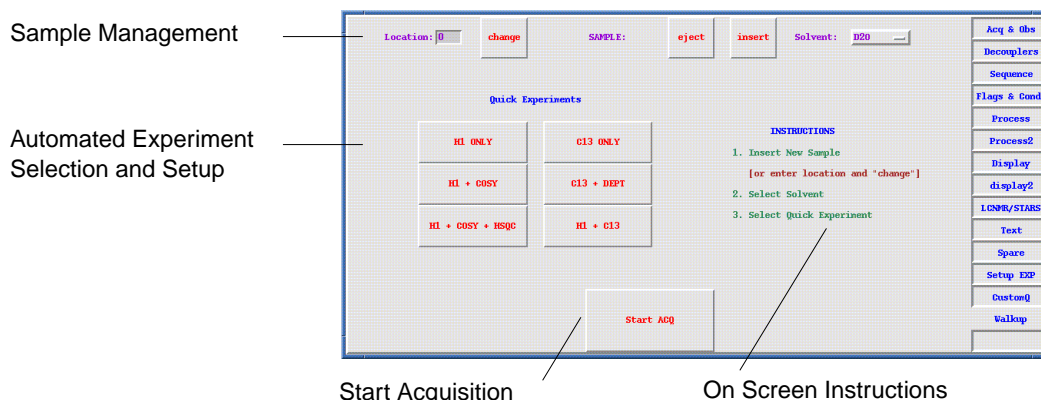 Sample Management
Location: 0 change SAMPLE: eject insert Solvent: D2O
Automated Experiment
Selection and Setup
Quick Experiments
H1 ONLY C13 ONLY
H1 + COSY C13 + DEPT
H1 + COSY + HSQC H1 + C13
INSTRUCTIONS
1. Insert New Sample
[or enter location and "change"]
2. Select Solvent
3. Select Quick Experiment
Start ACQ
Acq & Obs
Decouplers
Sequence
Flags & Cond
Process
Process2
Display
display2
LCNMR/STARS
Text
Spare
Setup EXP
CustomQ
Walkup
Start Acquisition
On Screen Instructions